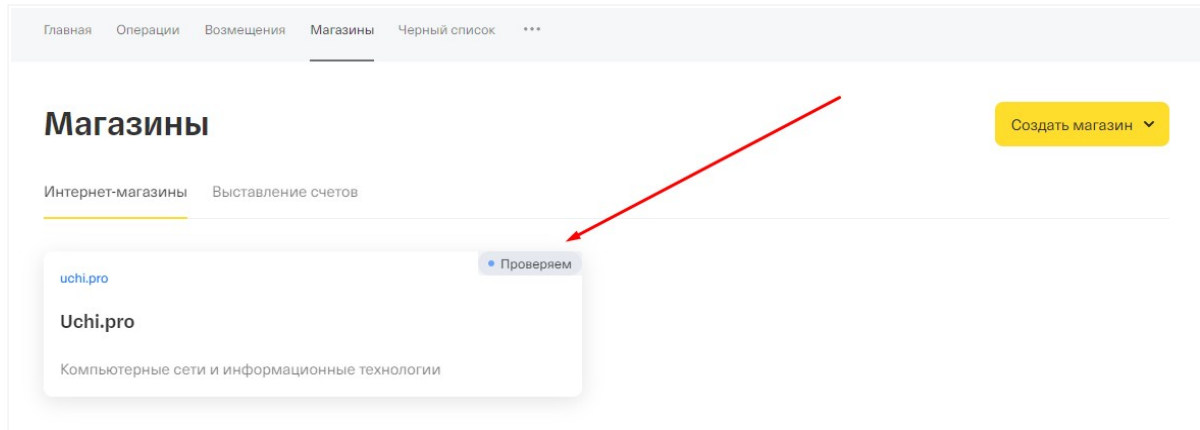 Главная Операции Возмещения Магазины Черный список •••
Магазины
Создать магазин
Интернет-магазины Выставление счетов
Проверяем
uchi.pro
Uchi.pro
Компьютерные сети и информационные технологии